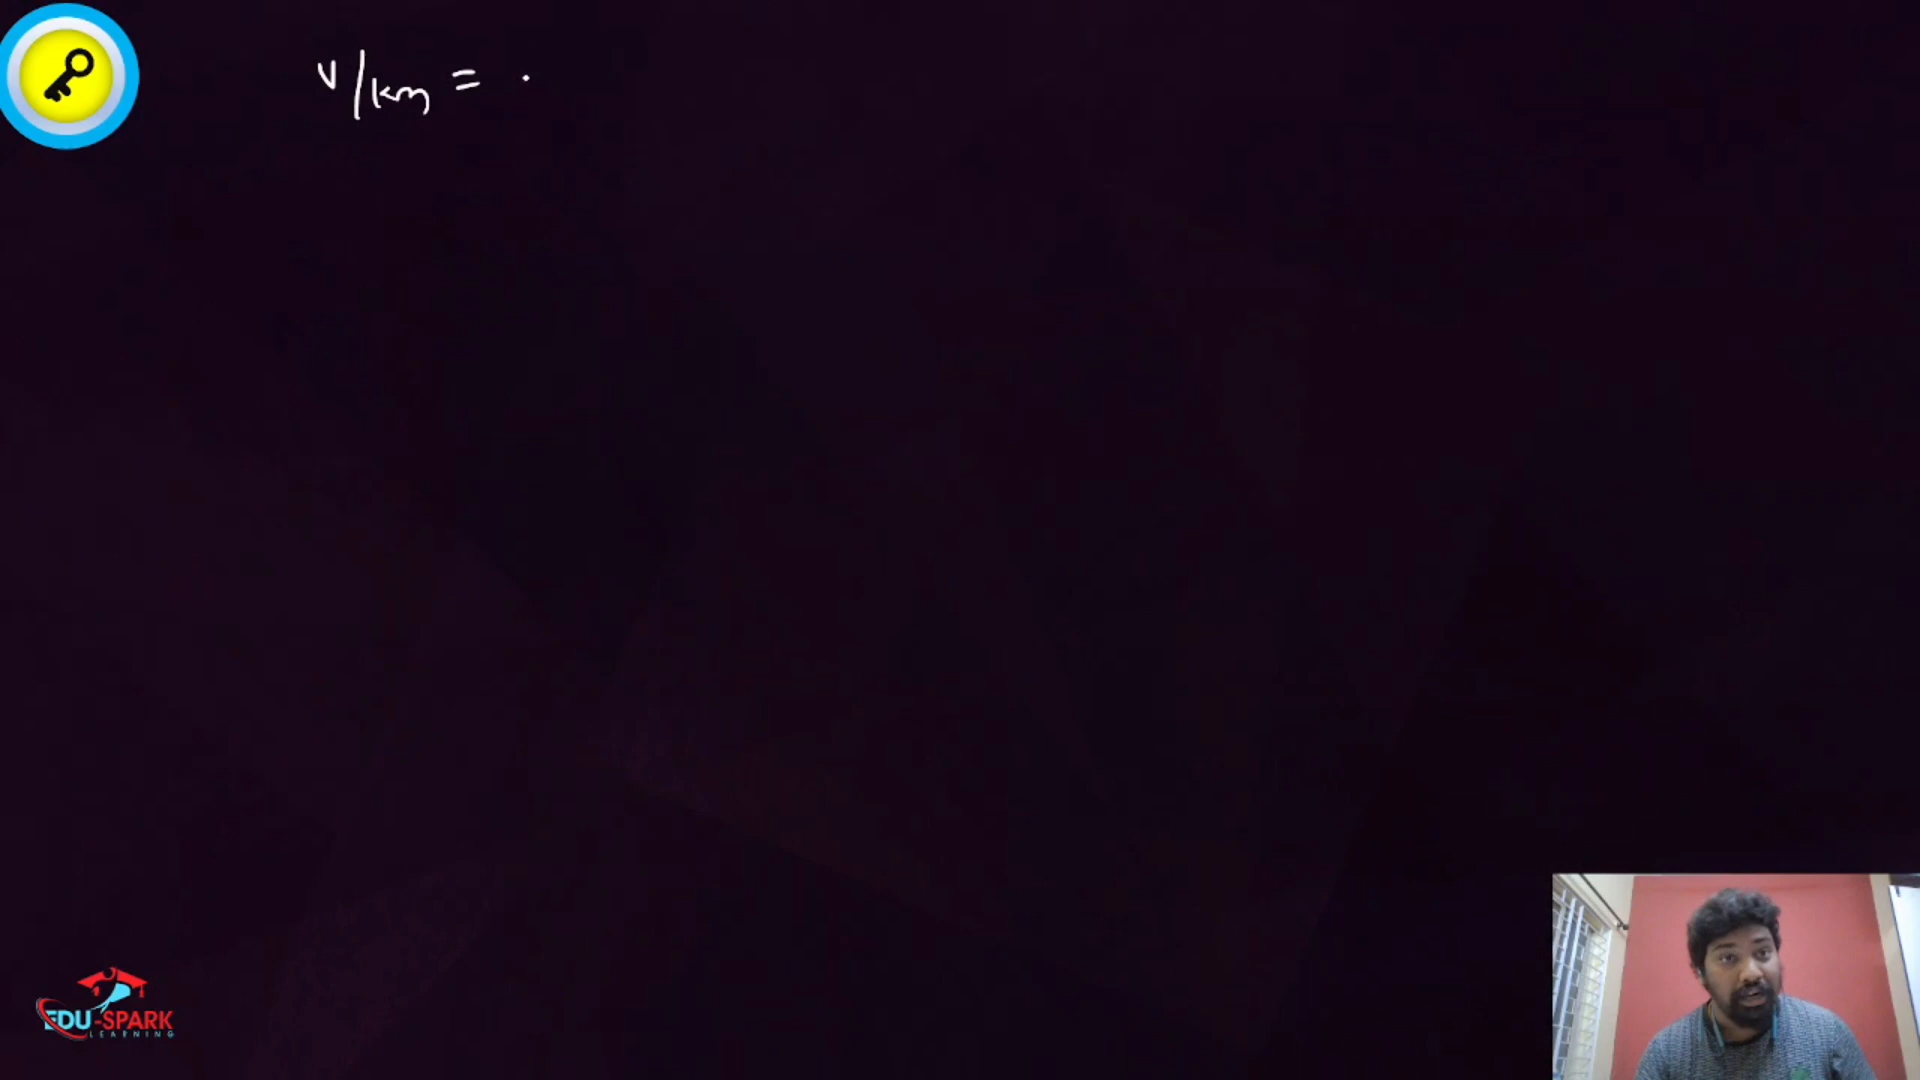 v/km = .
EDU-SPARK
LEARNING